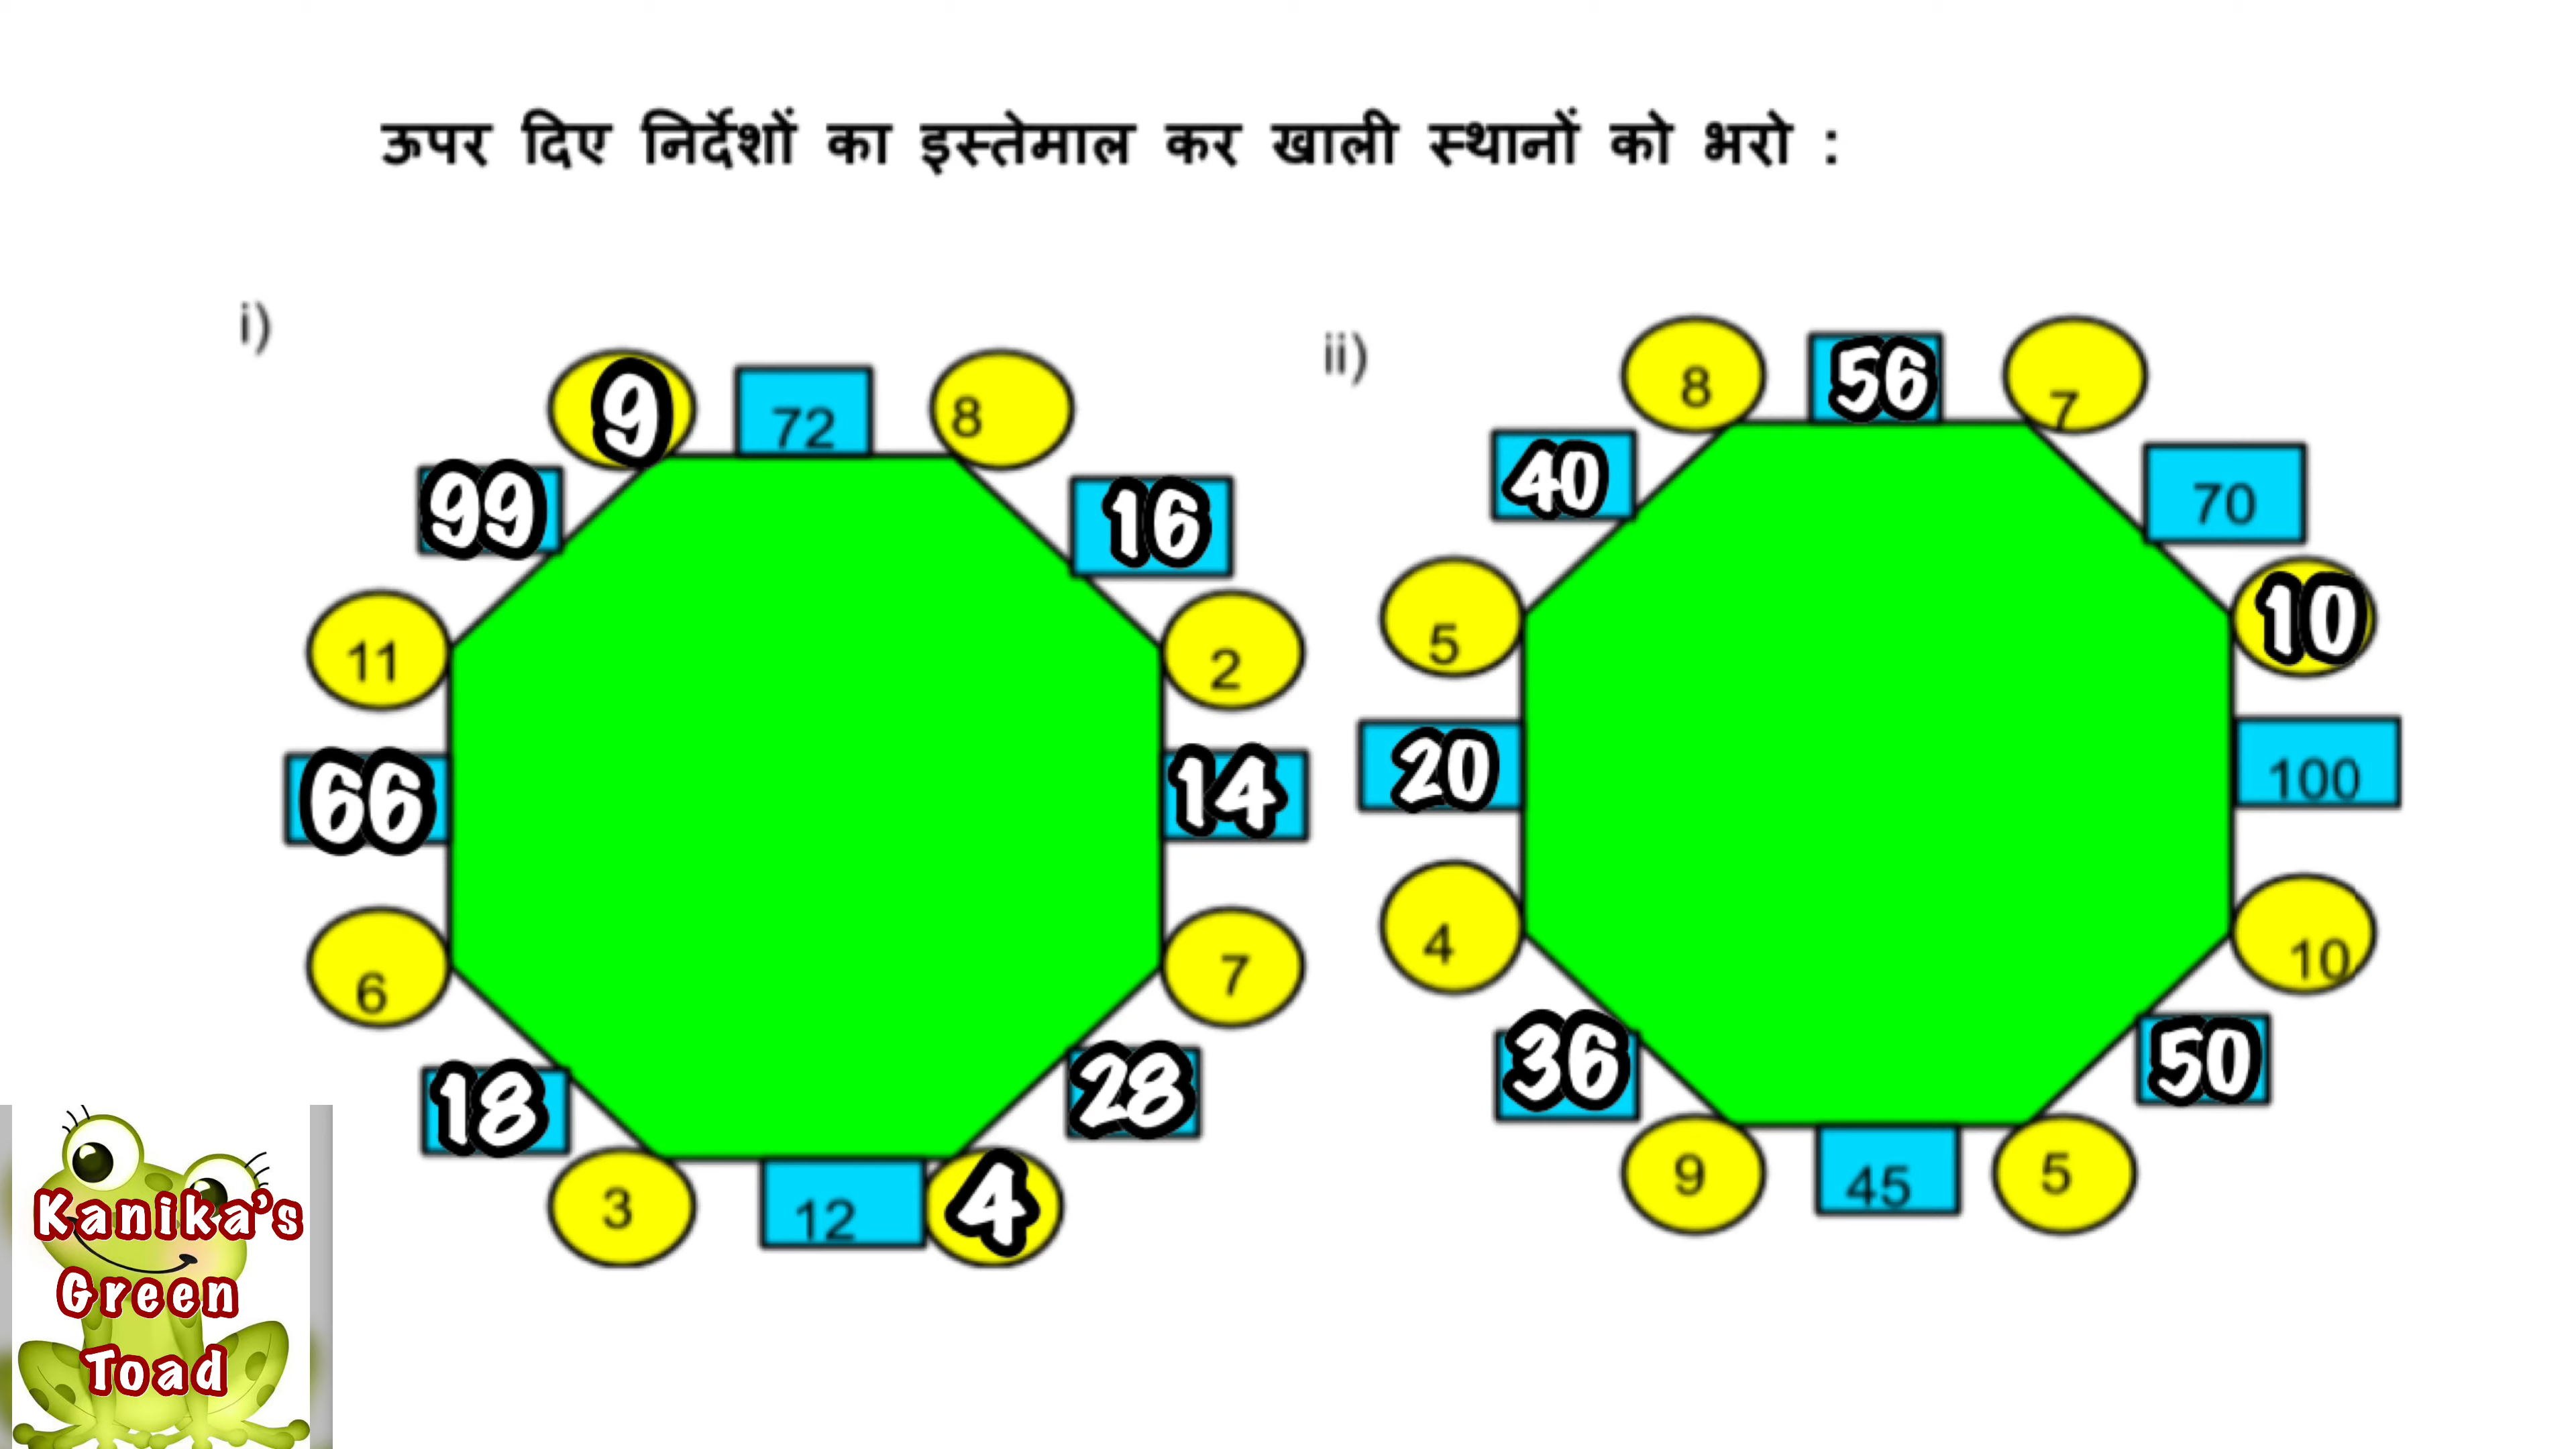 ऊपर दिए निर्देशों का इस्तेमाल कर खाली स्थानों को भरो :
i)
9 72 8
99 16
11 2
66 14
6 7
18 28
3 12 4
ii)
8 56 7
40 70
5 10
20 100
4 10
36 50
9 45 5
Kanika's
Green
Toad